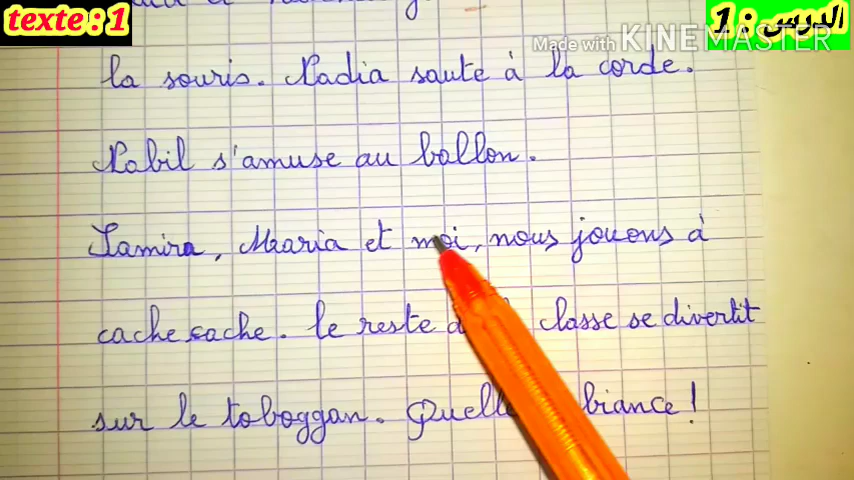 texte : 1
الدرس : 1
Made with KINEMASTER
la souris. Nadia saute à la corde.
Nabil s'amuse au ballon.
Samira, Maria et moi, nous jouons à
cache cache. le reste classe se divertit
sur le toboggan. !